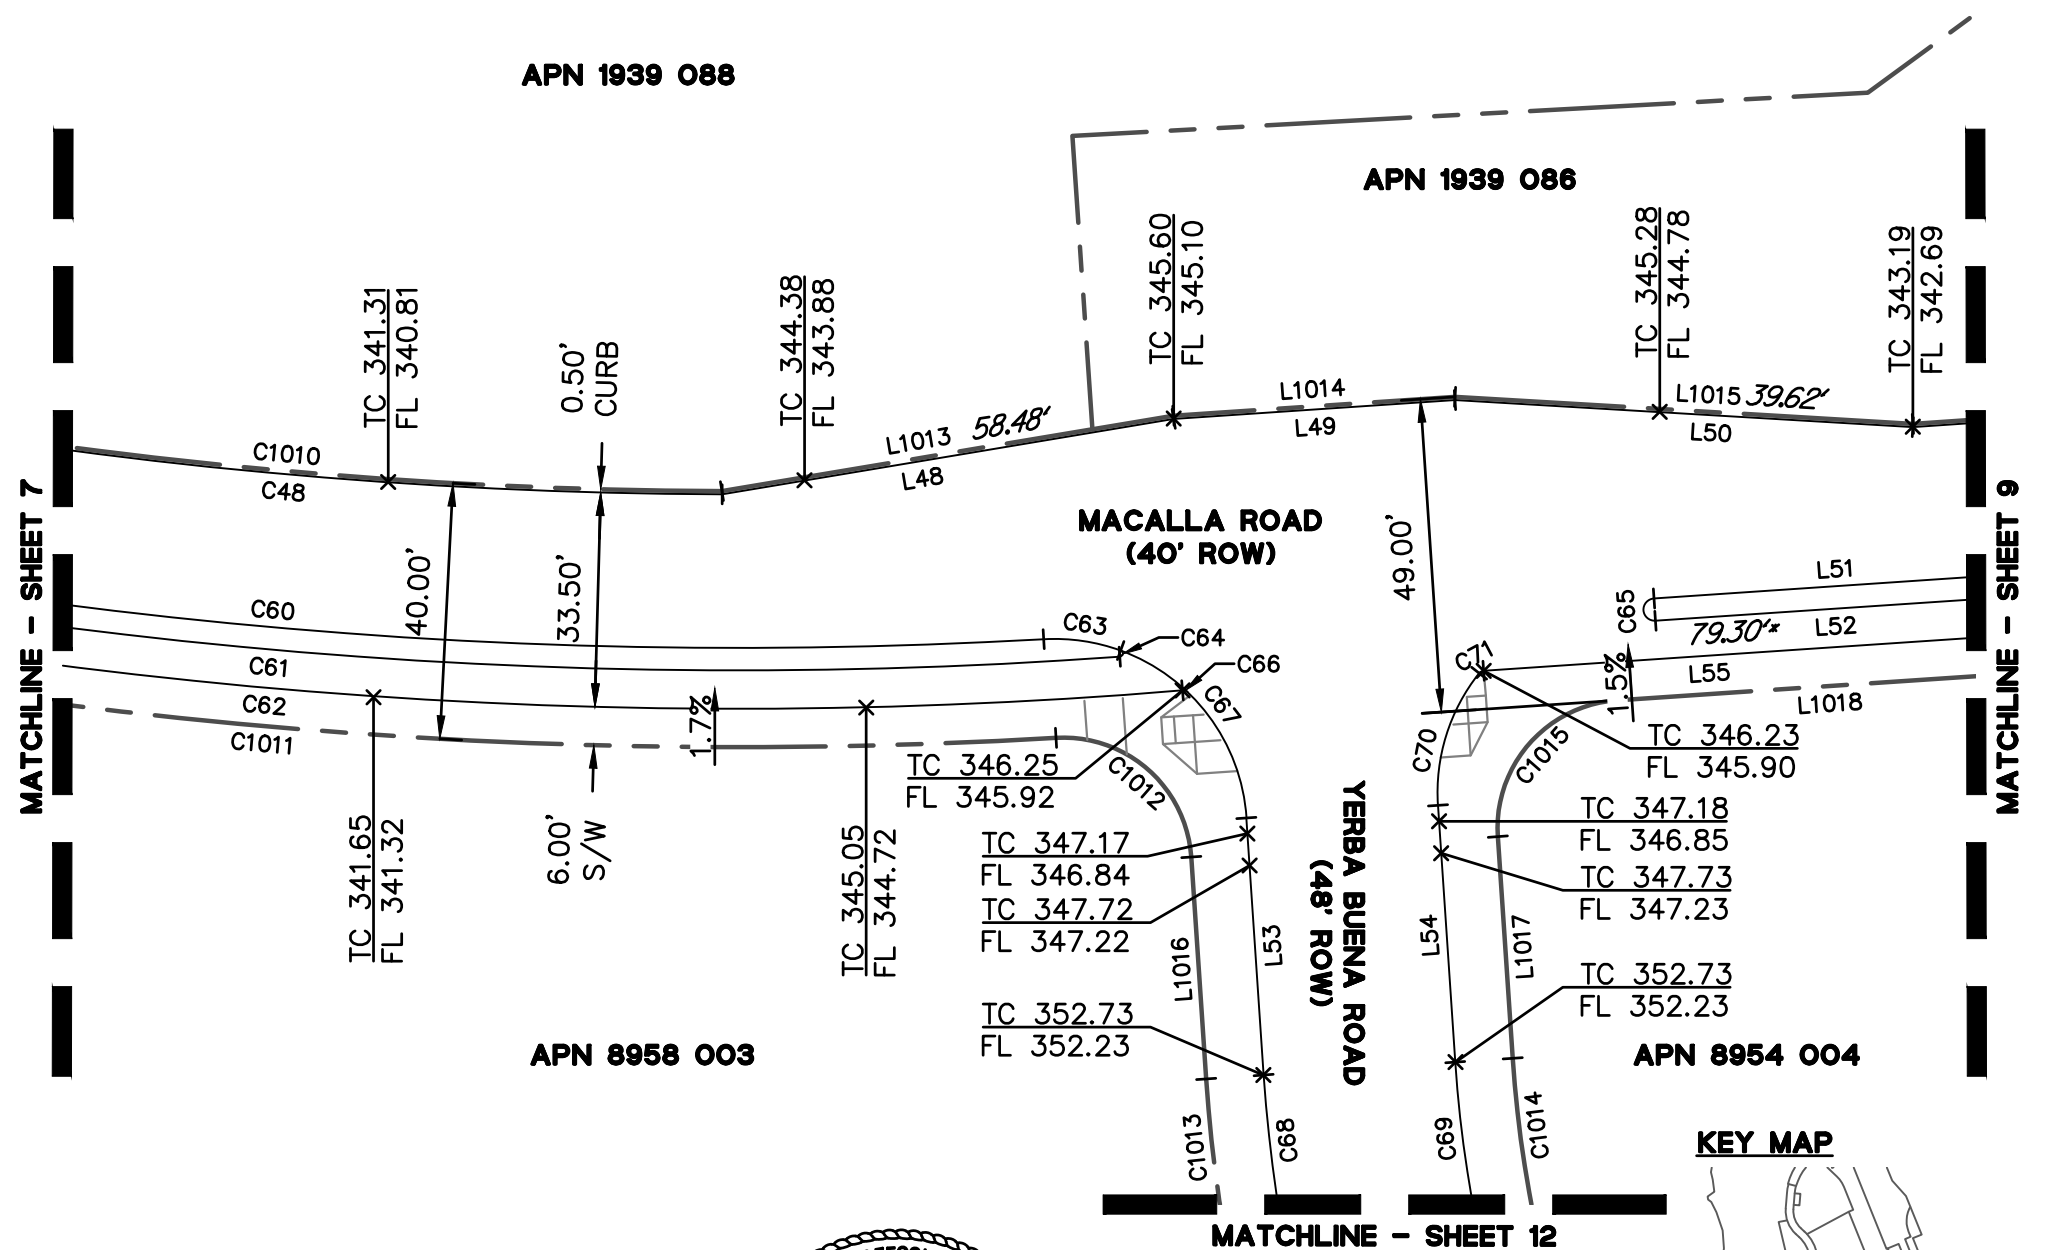 APN 1939 088
APN 1939 086
TC 341.31
FL 340.81
0.50'
CURB
TC 344.38
FL 343.88
TC 345.60
FL 345.10
TC 345.28
FL 344.78
TC 343.19
FL 342.69
C1010
C48
L1013 58.48'
L48
L1014
L49
L1015 39.62'
L50
MATCHLINE - SHEET 7
MATCHLINE - SHEET 9
MACALLA ROAD
(40' ROW)
40.00'
33.50'
49.00'
C60
C61
C62
C1011
C63
C64
C66
C67
C65
L51
79.30'*
L52
C71
1.5%
L55
L1018
1.7%
TC 346.25
FL 345.92
C1012
C70
C1015
TC 346.23
FL 345.90
6.00'
S/W
TC 341.65
FL 341.32
TC 345.05
FL 344.72
TC 347.17
FL 346.84
TC 347.72
FL 347.22
YERBA BUENA ROAD
(48' ROW)
TC 347.18
FL 346.85
TC 347.73
FL 347.23
L1016
L53
L54
L1017
TC 352.73
FL 352.23
TC 352.73
FL 352.23
APN 8958 003
APN 8954 004
C1013
C68
C69
C1014
KEY MAP
MATCHLINE - SHEET 12